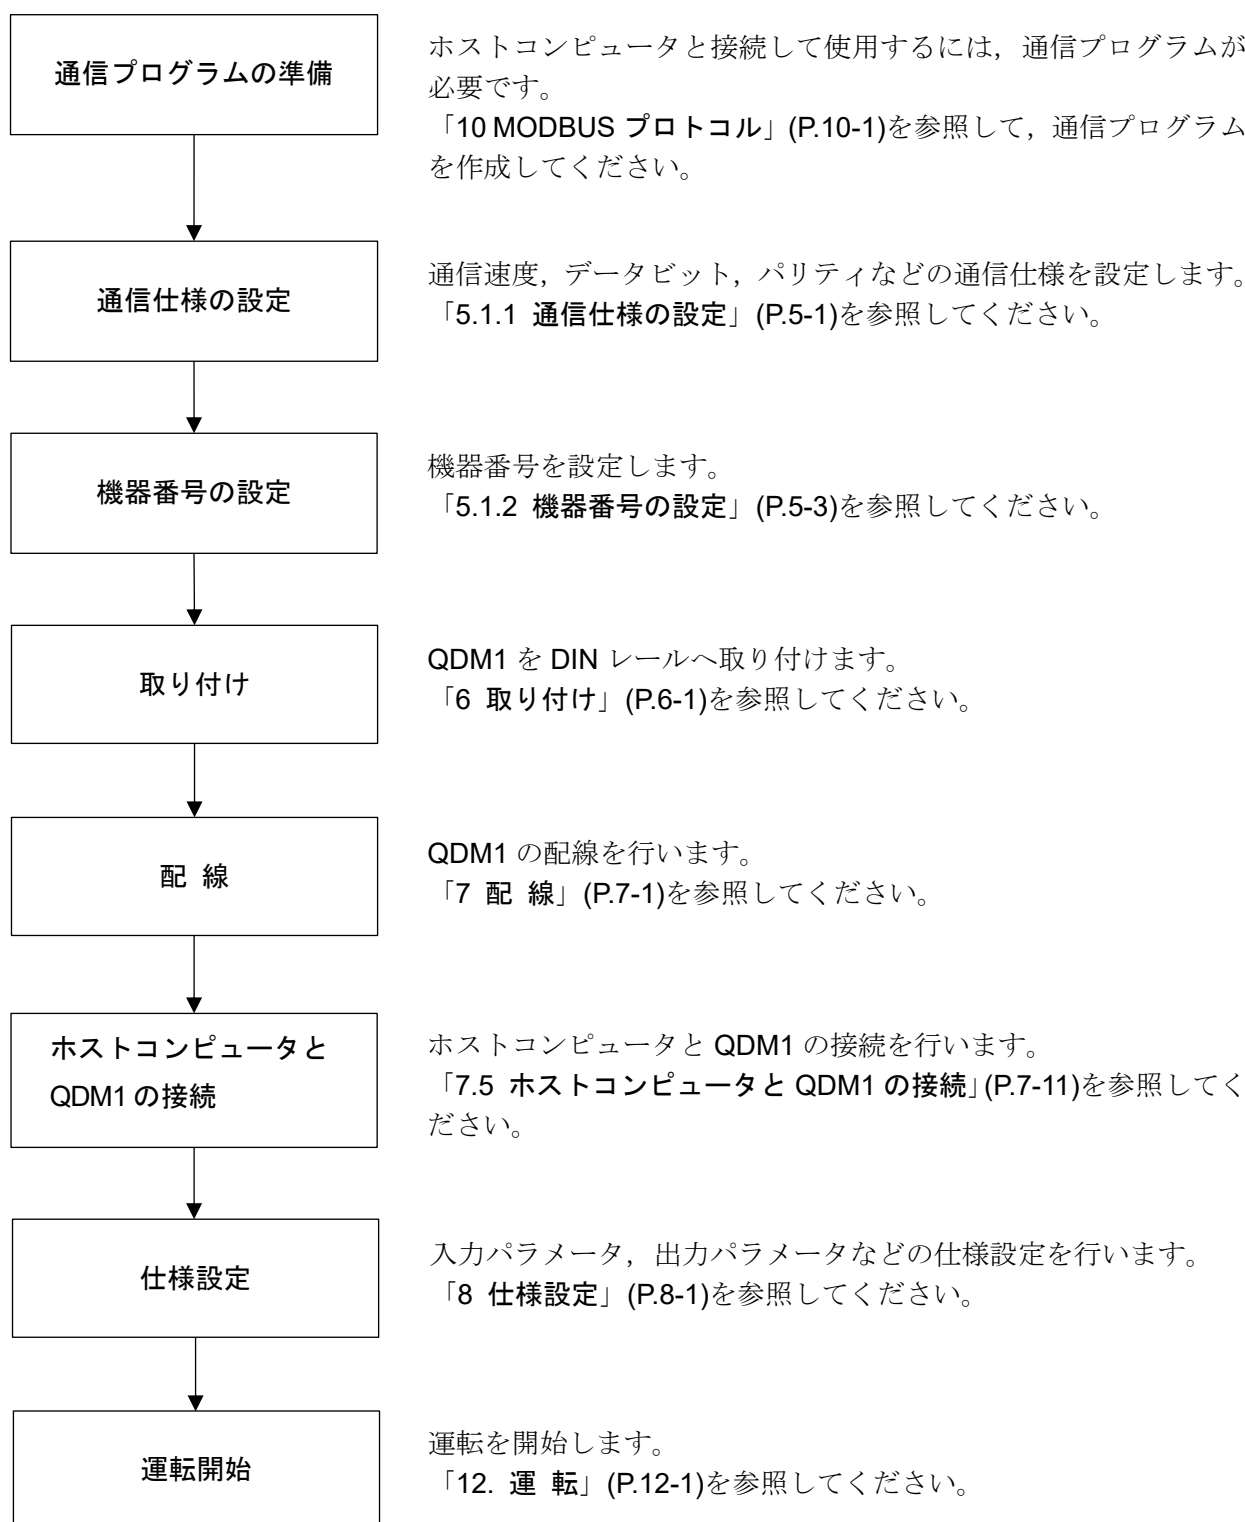 通信プログラムの準備
ホストコンピュータと接続して使用するには，通信プログラムが
必要です。
「10 MODBUS プロトコル」(P.10-1)を参照して，通信プログラム
を作成してください。
通信仕様の設定
通信速度，データビット，パリティなどの通信仕様を設定します。
「5.1.1 通信仕様の設定」(P.5-1)を参照してください。
機器番号の設定
機器番号を設定します。
「5.1.2 機器番号の設定」(P.5-3)を参照してください。
取り付け
QDM1 を DIN レールへ取り付けます。
「6 取り付け」(P.6-1)を参照してください。
配 線
QDM1 の配線を行います。
「7 配 線」(P.7-1)を参照してください。
ホストコンピュータと
QDM1 の接続
ホストコンピュータと QDM1 の接続を行います。
「7.5 ホストコンピュータと QDM1 の接続」(P.7-11)を参照してく
ださい。
仕様設定
入力パラメータ，出力パラメータなどの仕様設定を行います。
「8 仕様設定」(P.8-1)を参照してください。
運転開始
運転を開始します。
「12. 運 転」(P.12-1)を参照してください。